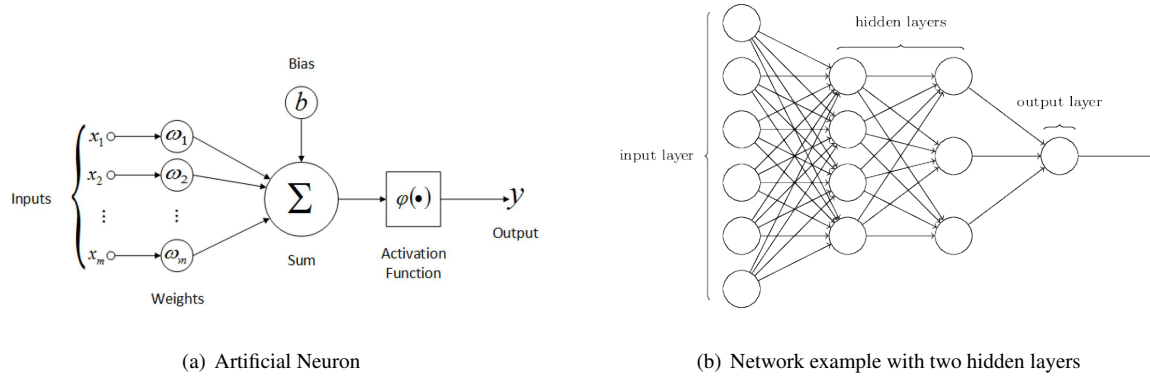 Bias
b
x₁ ω₁
Inputs x₂ ω₂ Σ φ(•) y
⋮ ⋮
Output
xₘ ωₘ Sum Activation
Function
Weights
(a) Artificial Neuron
hidden layers
output layer
input layer
(b) Network example with two hidden layers